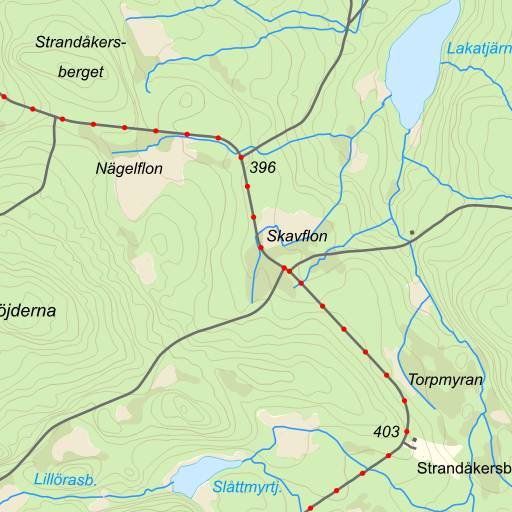 Strandåkers-
berget
Lakatjärn
Nägelflon
396
Skavflon
öjderna
Torpmyran
403
Strandåkersb
Lillörasb.
Slåttmyrtj.